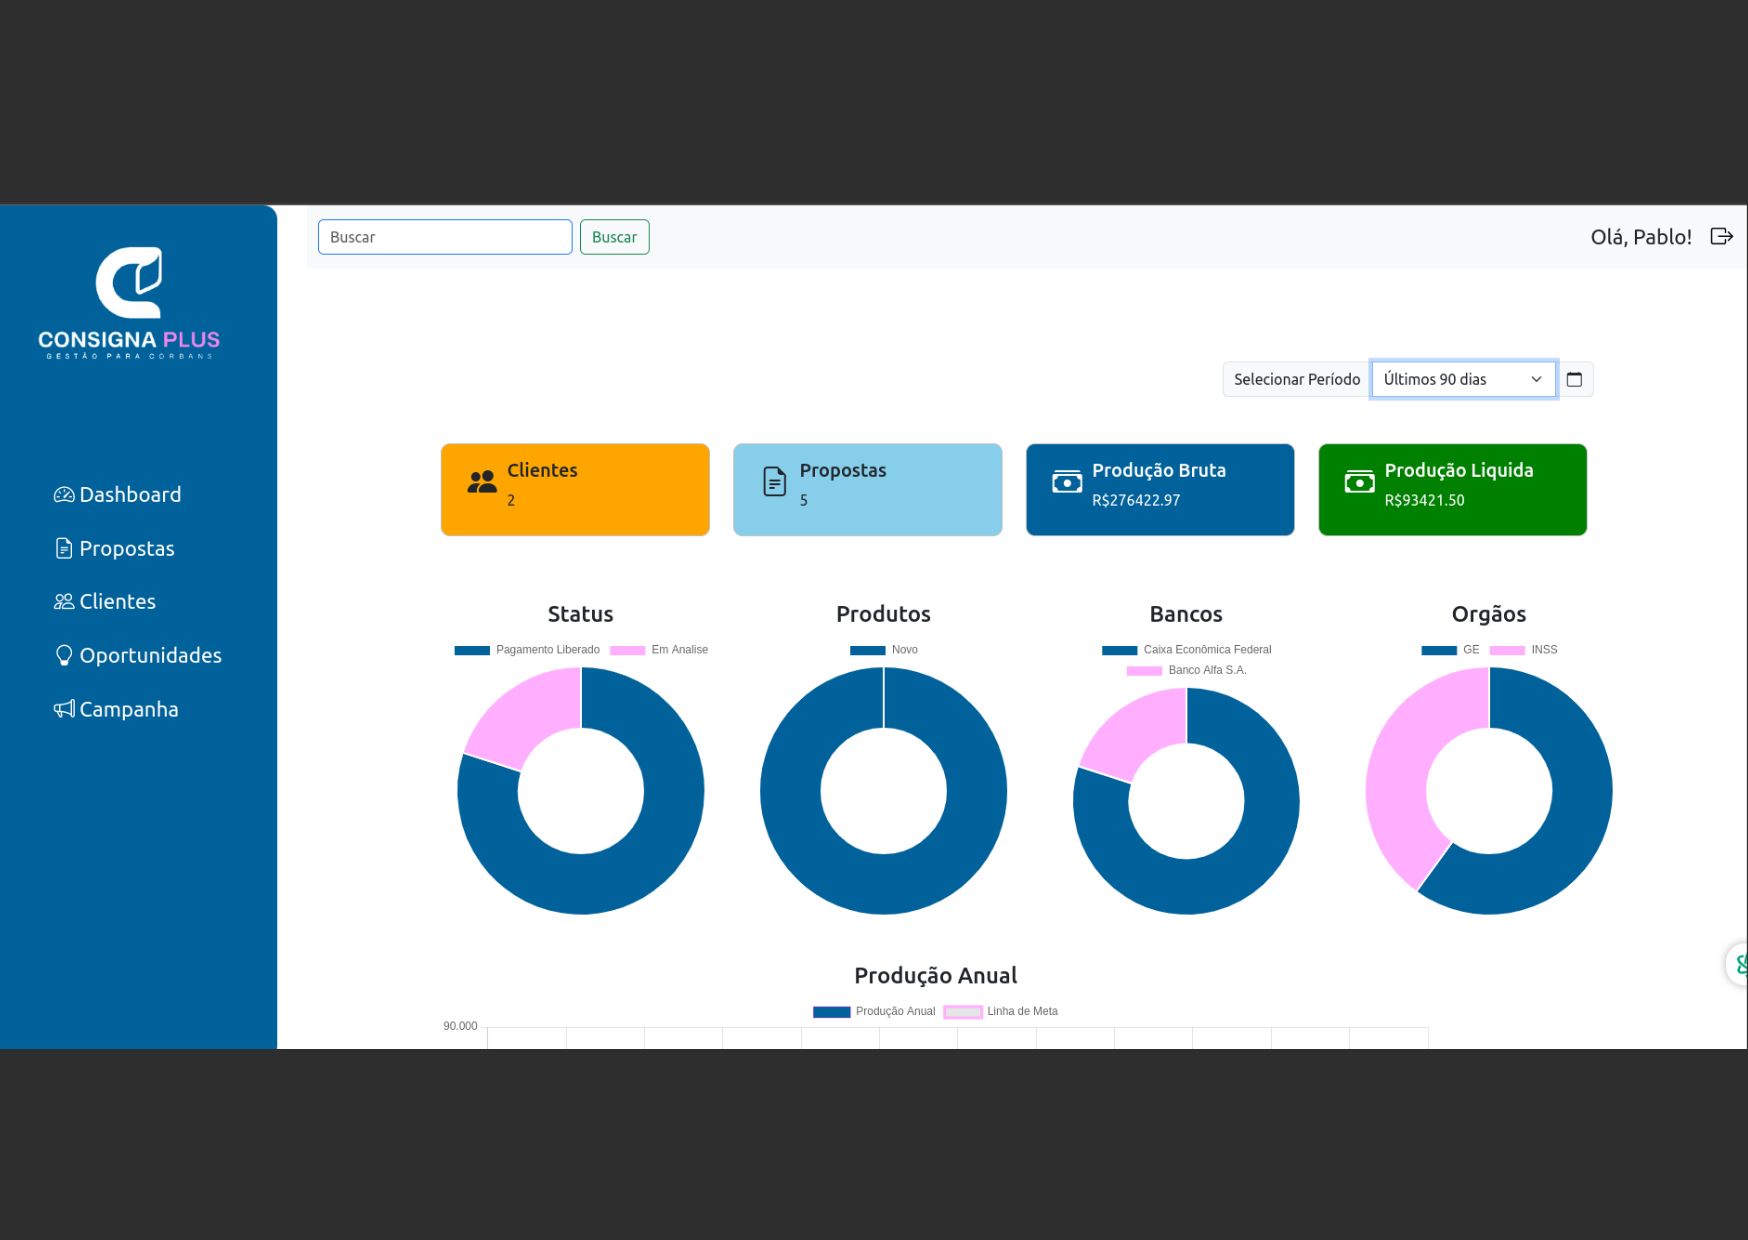 CONSIGNA PLUS
GESTÃO PARA CORBANS
Dashboard
Propostas
Clientes
Oportunidades
Campanha
Buscar
Buscar
Olá, Pablo!
Selecionar Período
Últimos 90 dias
Clientes
2
Propostas
5
Produção Bruta
R$276422.97
Produção Liquida
R$93421.50
Status
Pagamento Liberado
Em Analise
Produtos
Novo
Bancos
Caixa Econômica Federal
Banco Alfa S.A.
Orgãos
GE
INSS
Produção Anual
Produção Anual
Linha de Meta
90.000